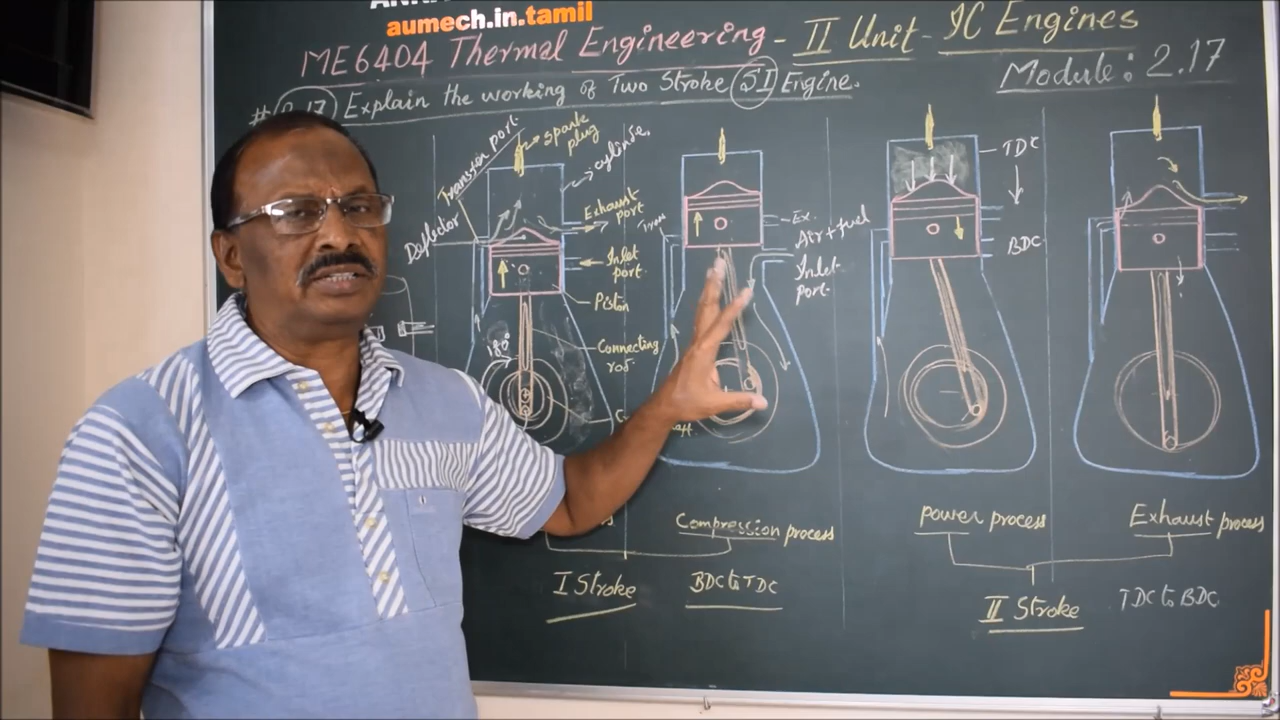 aumech.in.tamil
ME6404 Thermal Engineering - II Unit - IC Engines
Module: 2.17
Explain the working of Two Stroke SI Engine.
Transfer port
spark plug
Deflector
Exhaust port
Inlet port.
Piston
Connecting rod
180°
Ex.
Air + fuel
Inlet port.
TDC
BDC
Compression process
power process
Exhaust process
I Stroke
BDC to TDC
II Stroke
TDC to BDC